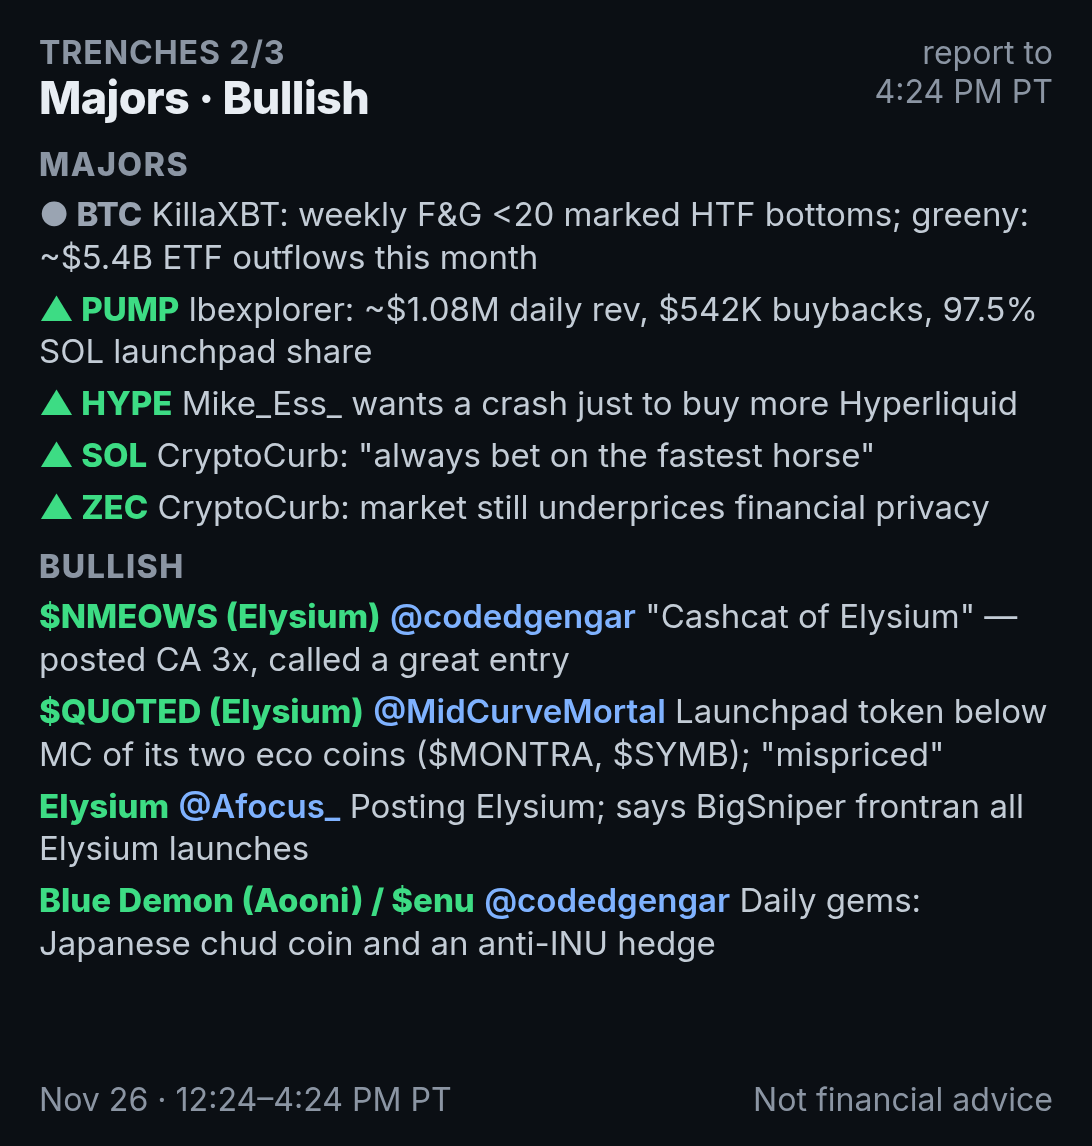 TRENCHES 2/3
report to
Majors · Bullish
4:24 PM PT
MAJORS
● BTC KillaXBT: weekly F&G <20 marked HTF bottoms; greeny:
~$5.4B ETF outflows this month
▲ PUMP lbexplorer: ~$1.08M daily rev, $542K buybacks, 97.5%
SOL launchpad share
▲ HYPE Mike_Ess_ wants a crash just to buy more Hyperliquid
▲ SOL CryptoCurb: "always bet on the fastest horse"
▲ ZEC CryptoCurb: market still underprices financial privacy
BULLISH
$NMEOWS (Elysium) @codedgengar "Cashcat of Elysium" —
posted CA 3x, called a great entry
$QUOTED (Elysium) @MidCurveMortal Launchpad token below
MC of its two eco coins ($MONTRA, $SYMB); "mispriced"
Elysium @Afocus_ Posting Elysium; says BigSniper frontran all
Elysium launches
Blue Demon (Aooni) / $enu @codedgengar Daily gems:
Japanese chud coin and an anti-INU hedge
Nov 26 · 12:24–4:24 PM PT
Not financial advice